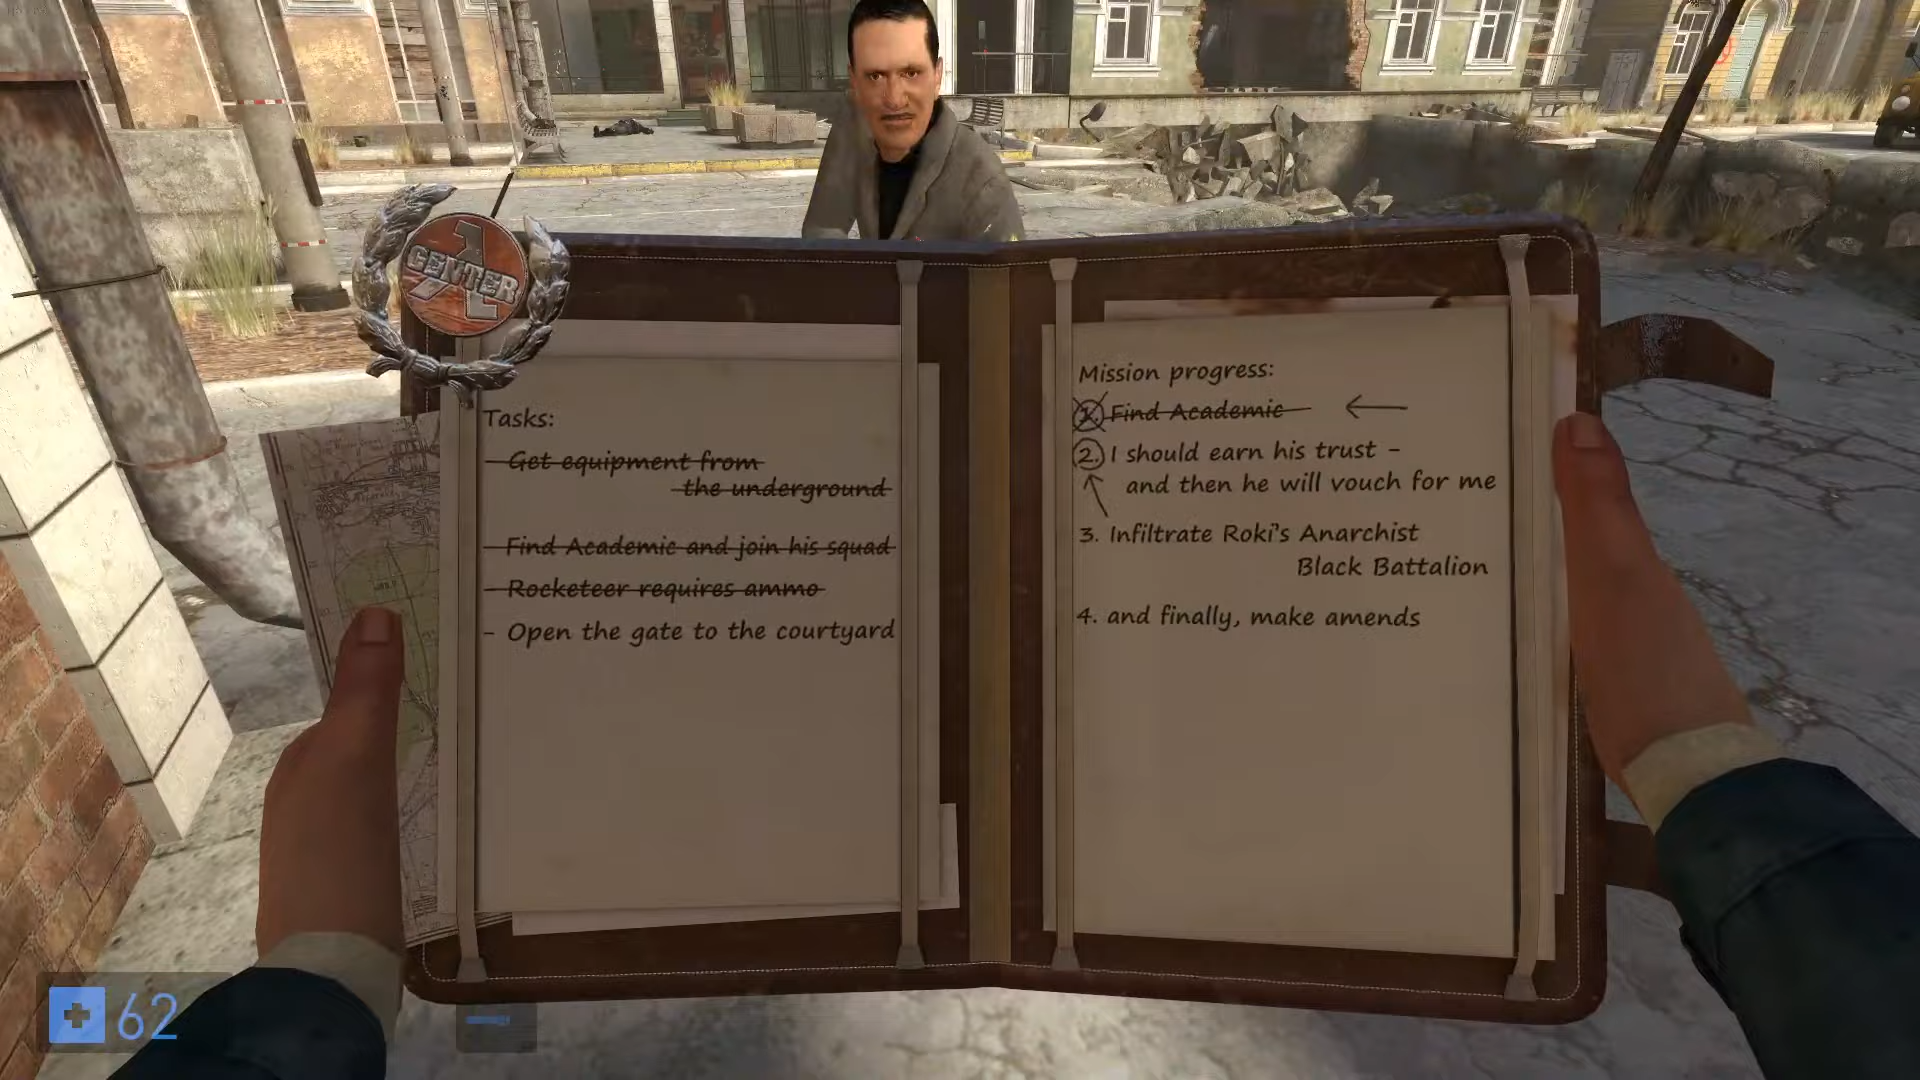 CENTER
Tasks:
- Get equipment from
the underground
- Find Academic and join his squad
- Rocketeer requires ammo
- Open the gate to the courtyard
Mission progress:
1. Find Academic
2. I should earn his trust -
and then he will vouch for me
3. Infiltrate Roki's Anarchist
Black Battalion
4. and finally, make amends
62